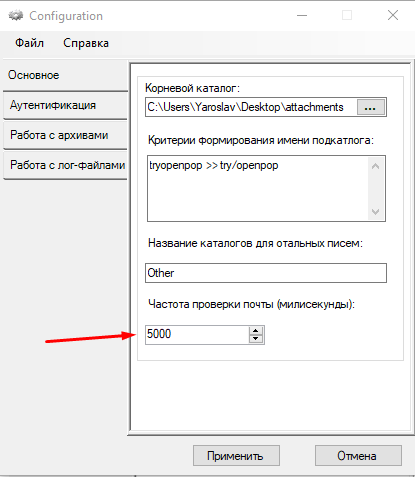 Configuration
Файл Справка
Основное
Аутентификация
Работа с архивами
Работа с лог-файлами
Корневой каталог:
C:\Users\Yaroslav\Desktop\attachments ...
Критерии формирования имени подкатлога:
tryopenpop >> try/openpop
Название каталогов для отальных писем:
Other
Частота проверки почты (милисекунды):
5000
Применить Отмена